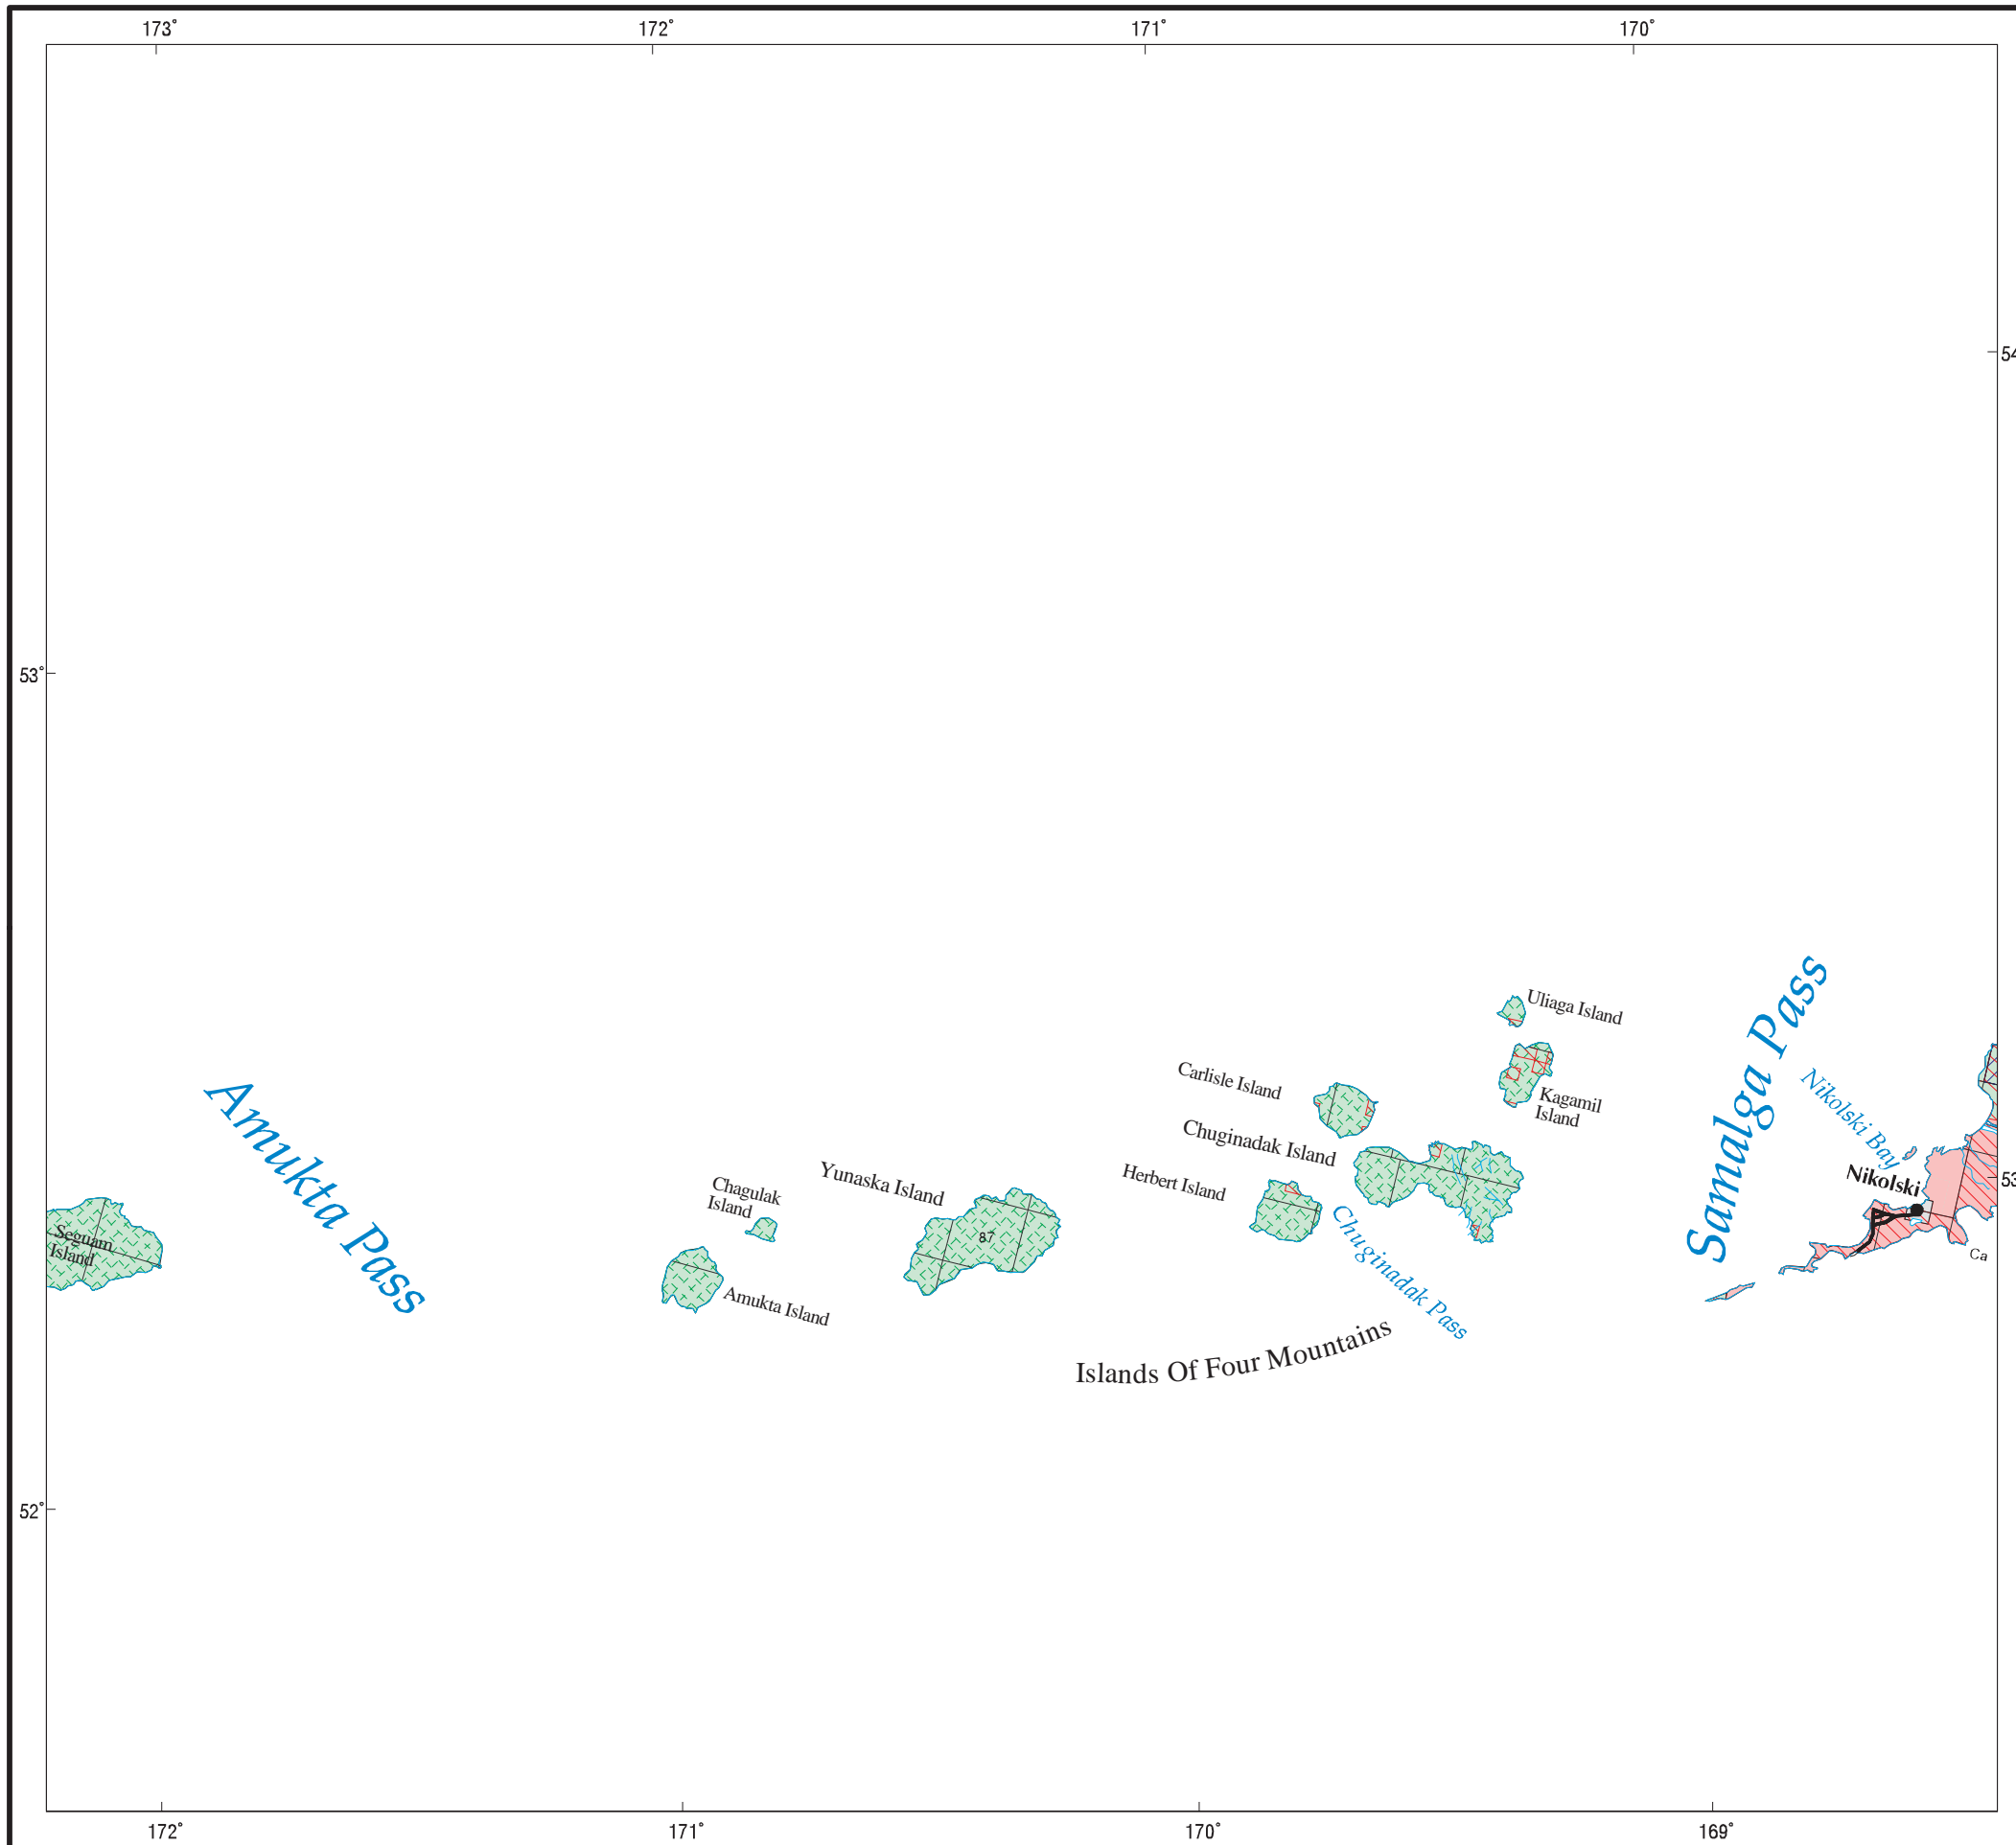 173°
172°
171°
170°
54
53°
Uliaga Island
Carlisle Island
Kagamil
Island
Samalga Pass
Nikolski Bay
Amukta Pass
Chuginadak Island
Yunaska Island
Herbert Island
Chagulak
Island
Nikolski
53
Seguam
Island
87
Chuginadak Pass
Ca
Amukta Island
Islands Of Four Mountains
52°
172°
171°
170°
169°